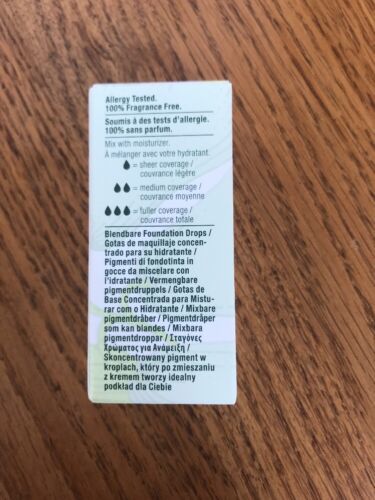 Allergy Tested.
100% Fragrance Free.
Soumis à des tests d'allergie.
100% sans parfum.
Mix with moisturizer.
À mélanger avec votre hydratant.
= sheer coverage /
couvrance légère
= medium coverage /
couvrance moyenne
= fuller coverage /
couvrance totale
Blendbare Foundation Drops /
Gotas de maquillaje concen-
trado para su hidratante /
Pigmenti di fondotinta in
gocce da miscelare con
l'idratante / Vermengbare
pigmentdruppels / Gotas de
Base Concentrada para Mistu-
rar com o Hidratante / Mixbare
pigmentdråber / Pigmentdråper
som kan blandes / Mixbara
pigmentdroppar / Σταγόνες
Χρώματος για Ανάμειξη /
Skoncentrowany pigment w
kroplach, który po zmieszaniu
z kremem tworzy idealny
podkład dla Ciebie